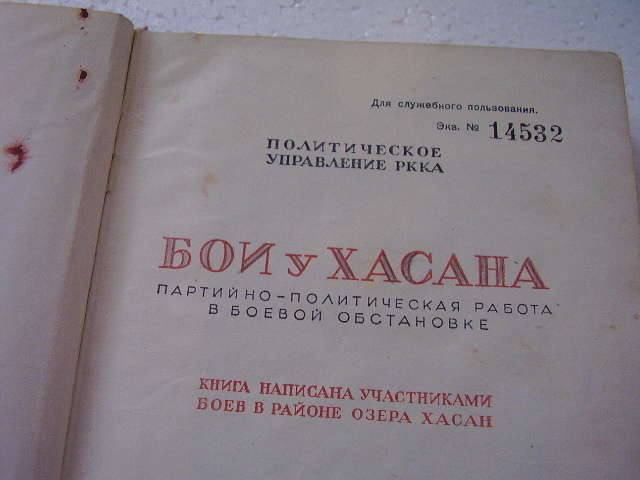 Для служебного пользования.
Экз. № 14532
ПОЛИТИЧЕСКОЕ
УПРАВЛЕНИЕ РККА
БОИ у ХАСАНА
ПАРТИЙНО-ПОЛИТИЧЕСКАЯ РАБОТА
В БОЕВОЙ ОБСТАНОВКЕ
КНИГА НАПИСАНА УЧАСТНИКАМИ
БОЕВ В РАЙОНЕ ОЗЕРА ХАСАН